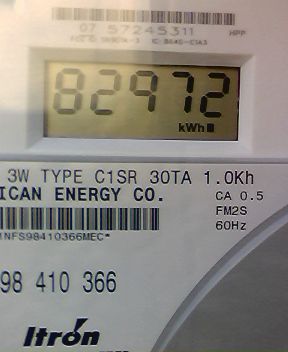 07 57245311 HPP
82972
kWh
3W TYPE C1SR 30TA 1.0Kh
ICAN ENERGY CO. CA 0.5
FM2S
60Hz
1NFS98410366MEC*
98 410 366
Itron